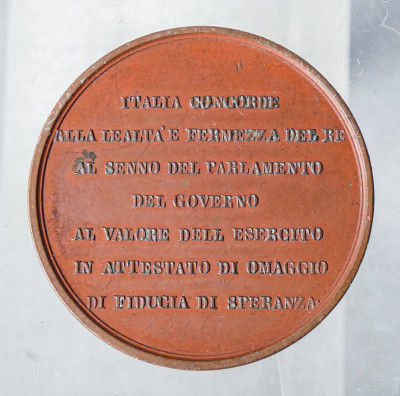 ITALIA CONCORDE
ALLA LEALTA' E FERMEZZA DEL RE
AL SENNO DEL PARLAMENTO
DEL GOVERNO
AL VALORE DELL ESERCITO
IN ATTESTATO DI OMAGGIO
DI FIDUCIA DI SPERANZA